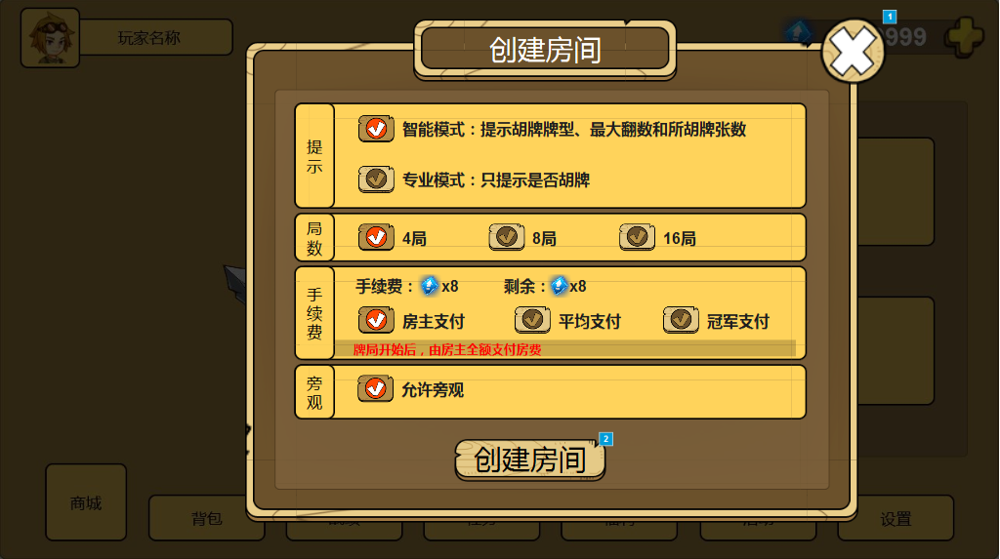 玩家名称
创建房间
1
999
提示
智能模式：提示胡牌牌型、最大翻数和所胡牌张数
专业模式：只提示是否胡牌
局数
4局 8局 16局
手续费
手续费： x8 剩余： x8
房主支付 平均支付 冠军支付
牌局开始后，由房主全额支付房费
旁观
允许旁观
创建房间
2
商城
背包
设置